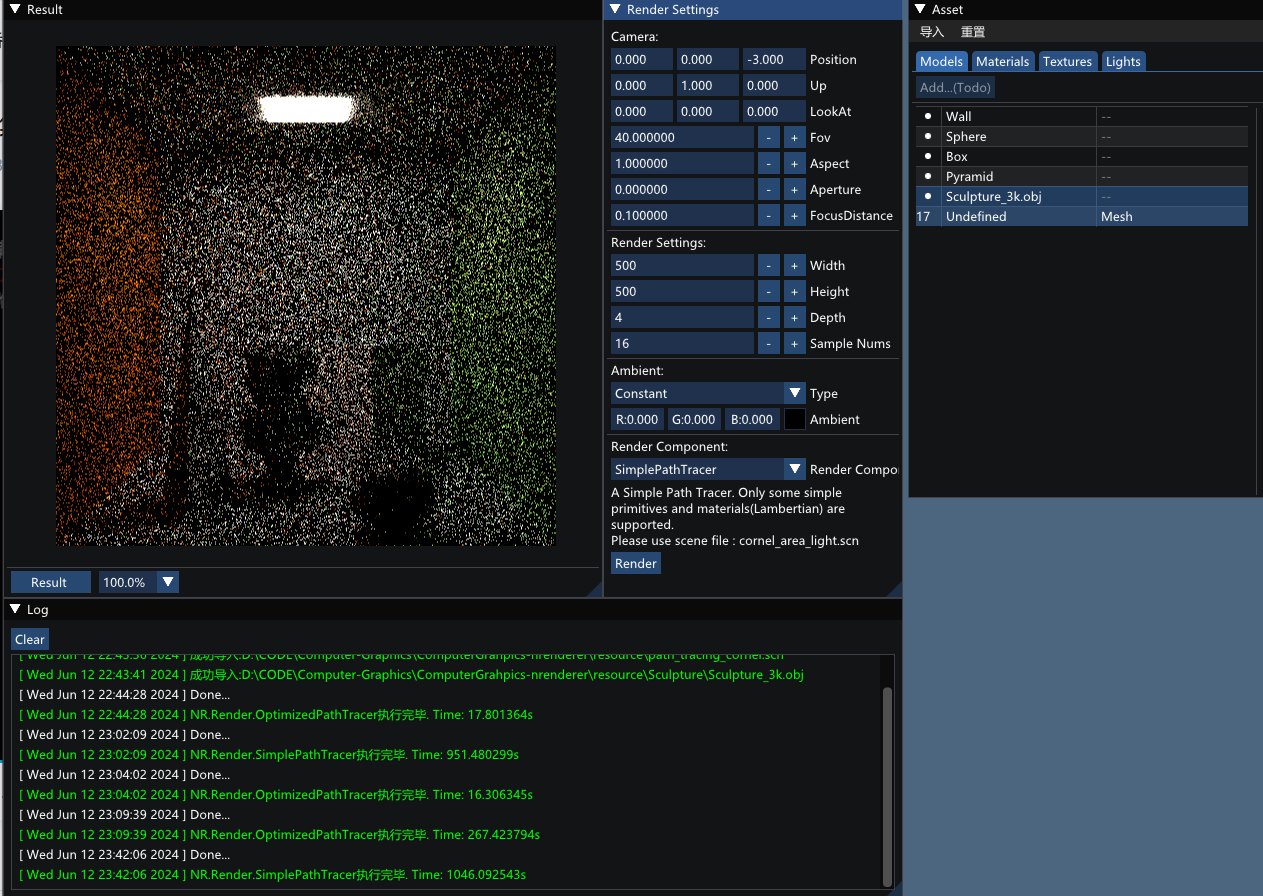 Result
Result
100.0%
Render Settings
Camera:
0.000 0.000 -3.000 Position
0.000 1.000 0.000 Up
0.000 0.000 0.000 LookAt
40.000000 - + Fov
1.000000 - + Aspect
0.000000 - + Aperture
0.100000 - + FocusDistance
Render Settings:
500 - + Width
500 - + Height
4 - + Depth
16 - + Sample Nums
Ambient:
Constant Type
R:0.000 G:0.000 B:0.000 Ambient
Render Component:
SimplePathTracer Render Compo
A Simple Path Tracer. Only some simple
primitives and materials(Lambertian) are
supported.
Please use scene file : cornel_area_light.scn
Render
Asset
导入 重置
Models Materials Textures Lights
Add...(Todo)
Wall --
Sphere --
Box --
Pyramid --
Sculpture_3k.obj --
17 Undefined Mesh
Log
Clear
[ Wed Jun 12 22:43:36 2024 ] 成功导入:D:\CODE\Computer-Graphics\ComputerGrahpics-nrenderer\resource\path_tracing_cornel.scn
[ Wed Jun 12 22:43:41 2024 ] 成功导入:D:\CODE\Computer-Graphics\ComputerGrahpics-nrenderer\resource\Sculpture\Sculpture_3k.obj
[ Wed Jun 12 22:44:28 2024 ] Done...
[ Wed Jun 12 22:44:28 2024 ] NR.Render.OptimizedPathTracer执行完毕. Time: 17.801364s
[ Wed Jun 12 23:02:09 2024 ] Done...
[ Wed Jun 12 23:02:09 2024 ] NR.Render.SimplePathTracer执行完毕. Time: 951.480299s
[ Wed Jun 12 23:04:02 2024 ] Done...
[ Wed Jun 12 23:04:02 2024 ] NR.Render.OptimizedPathTracer执行完毕. Time: 16.306345s
[ Wed Jun 12 23:09:39 2024 ] Done...
[ Wed Jun 12 23:09:39 2024 ] NR.Render.OptimizedPathTracer执行完毕. Time: 267.423794s
[ Wed Jun 12 23:42:06 2024 ] Done...
[ Wed Jun 12 23:42:06 2024 ] NR.Render.SimplePathTracer执行完毕. Time: 1046.092543s